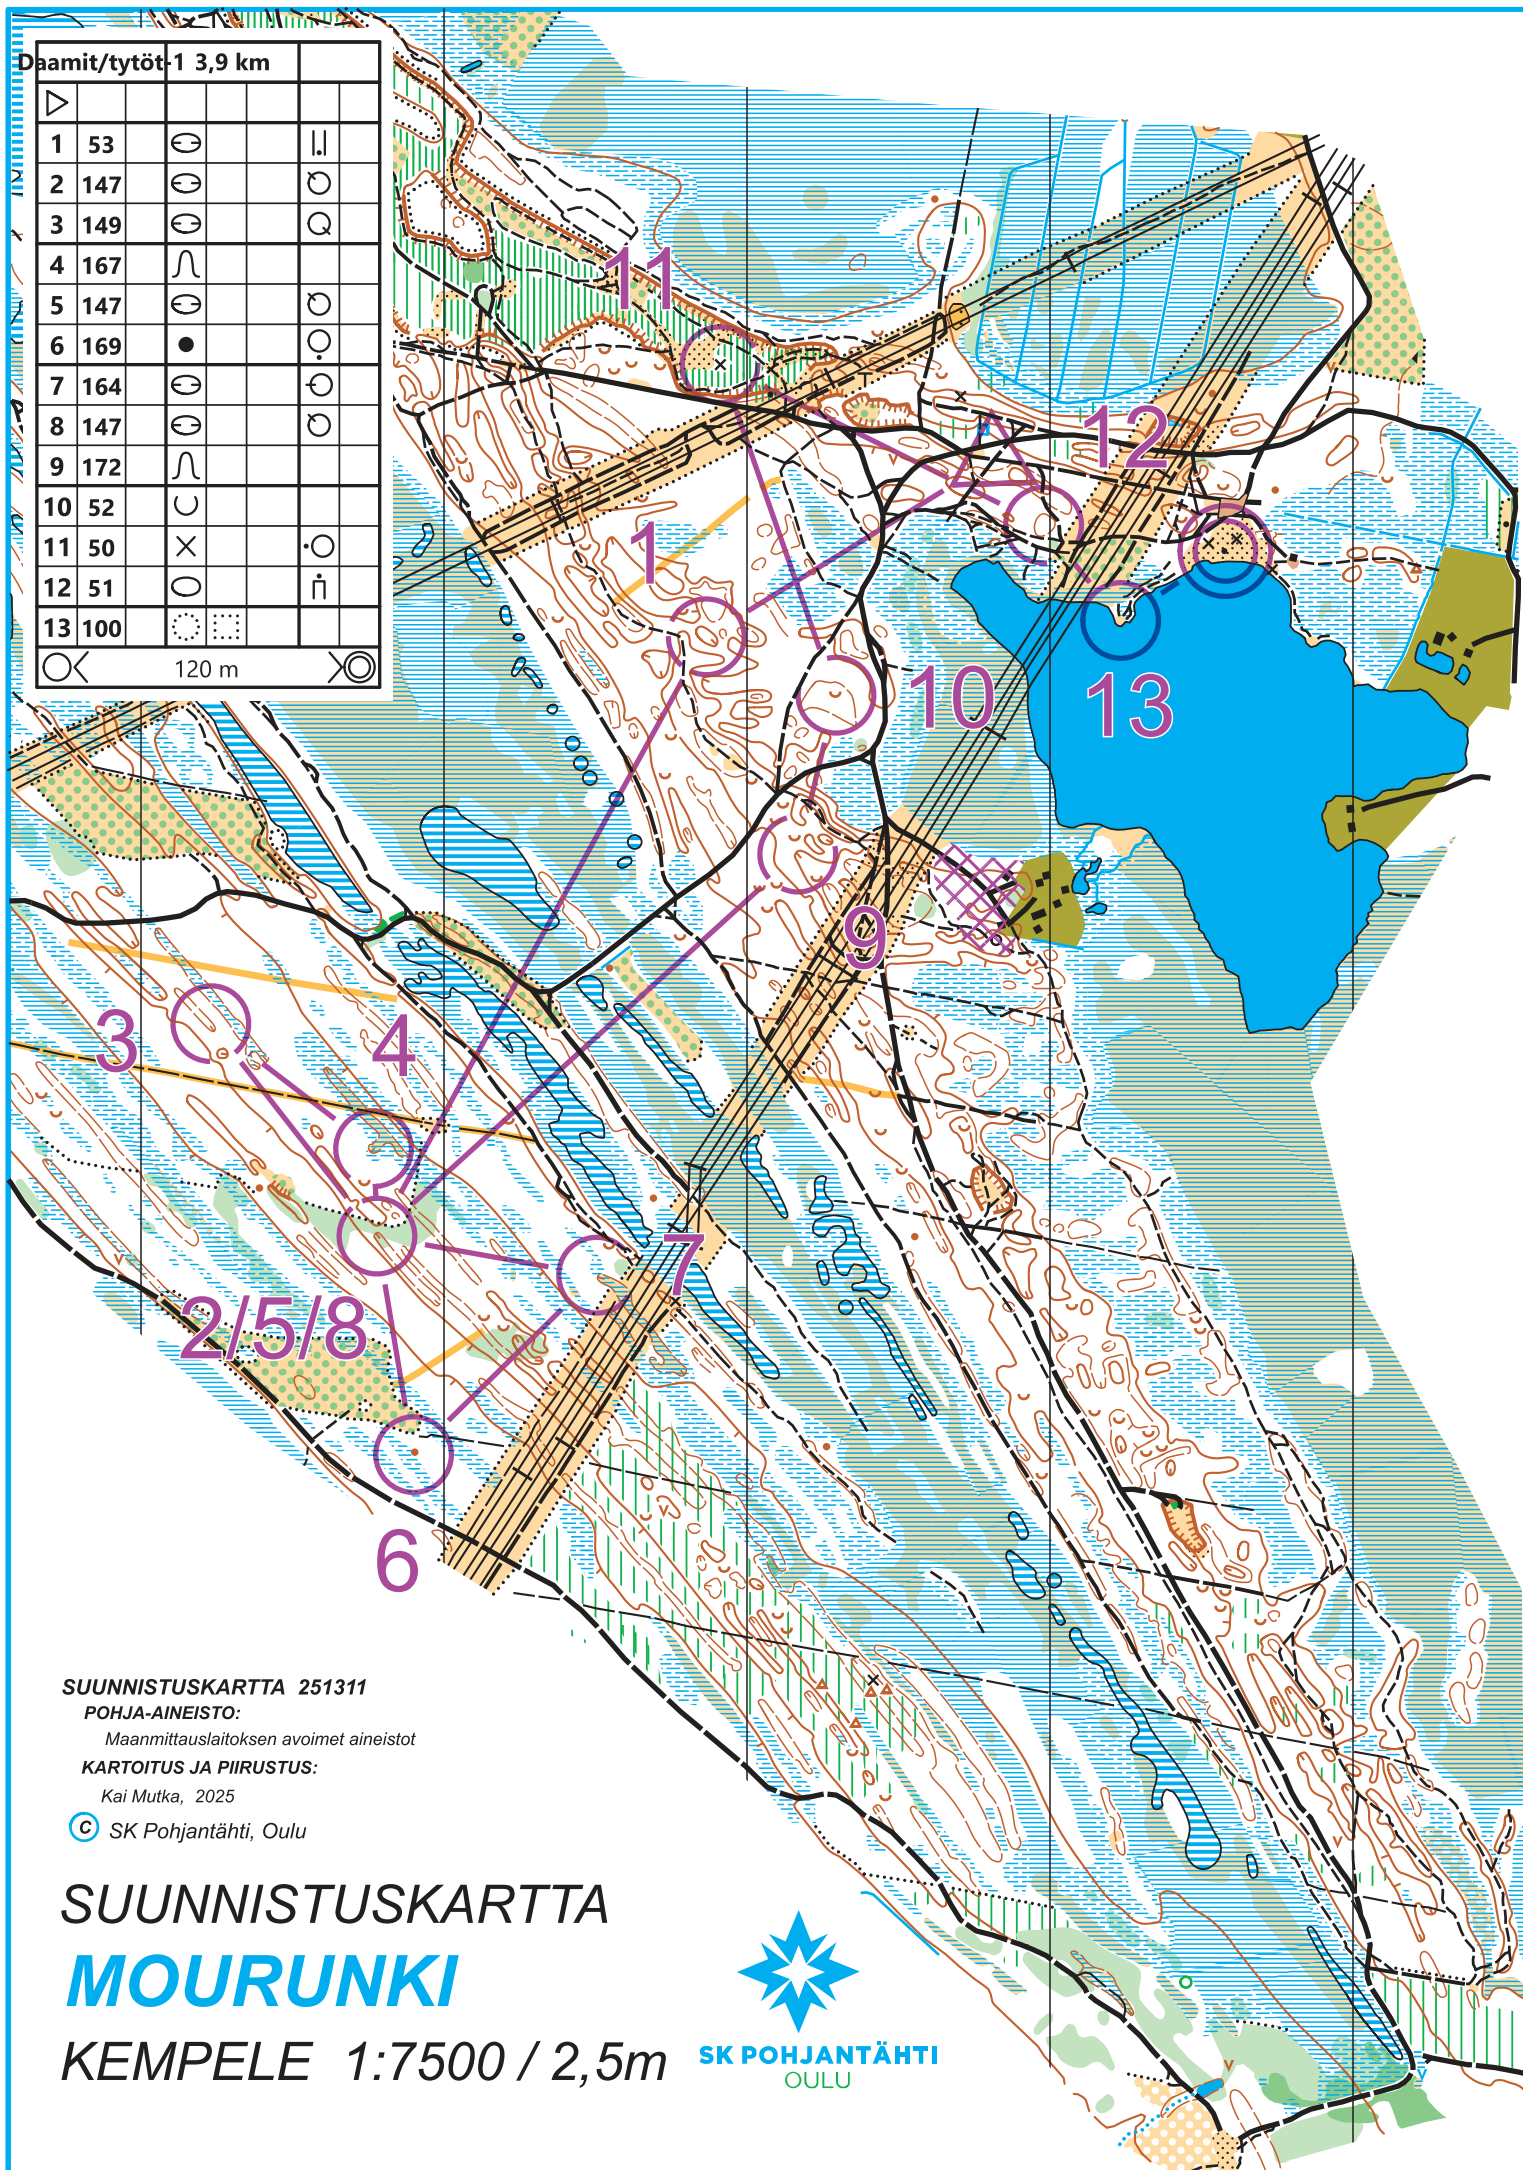 Daamit/tytöt-1 3,9 km
1 53
2 147
3 149
4 167
5 147
6 169
7 164
8 147
9 172
10 52
11 50
12 51
13 100
120 m
11
12
1
10
13
9
3
4
7
2/5/8
6
SUUNNISTUSKARTTA 251311
POHJA-AINEISTO:
Maanmittauslaitoksen avoimet aineistot
KARTOITUS JA PIIRUSTUS:
Kai Mutka, 2025
C SK Pohjantähti, Oulu
SUUNNISTUSKARTTA
MOURUNKI
KEMPELE 1:7500 / 2,5m
SK POHJANTÄHTI
OULU